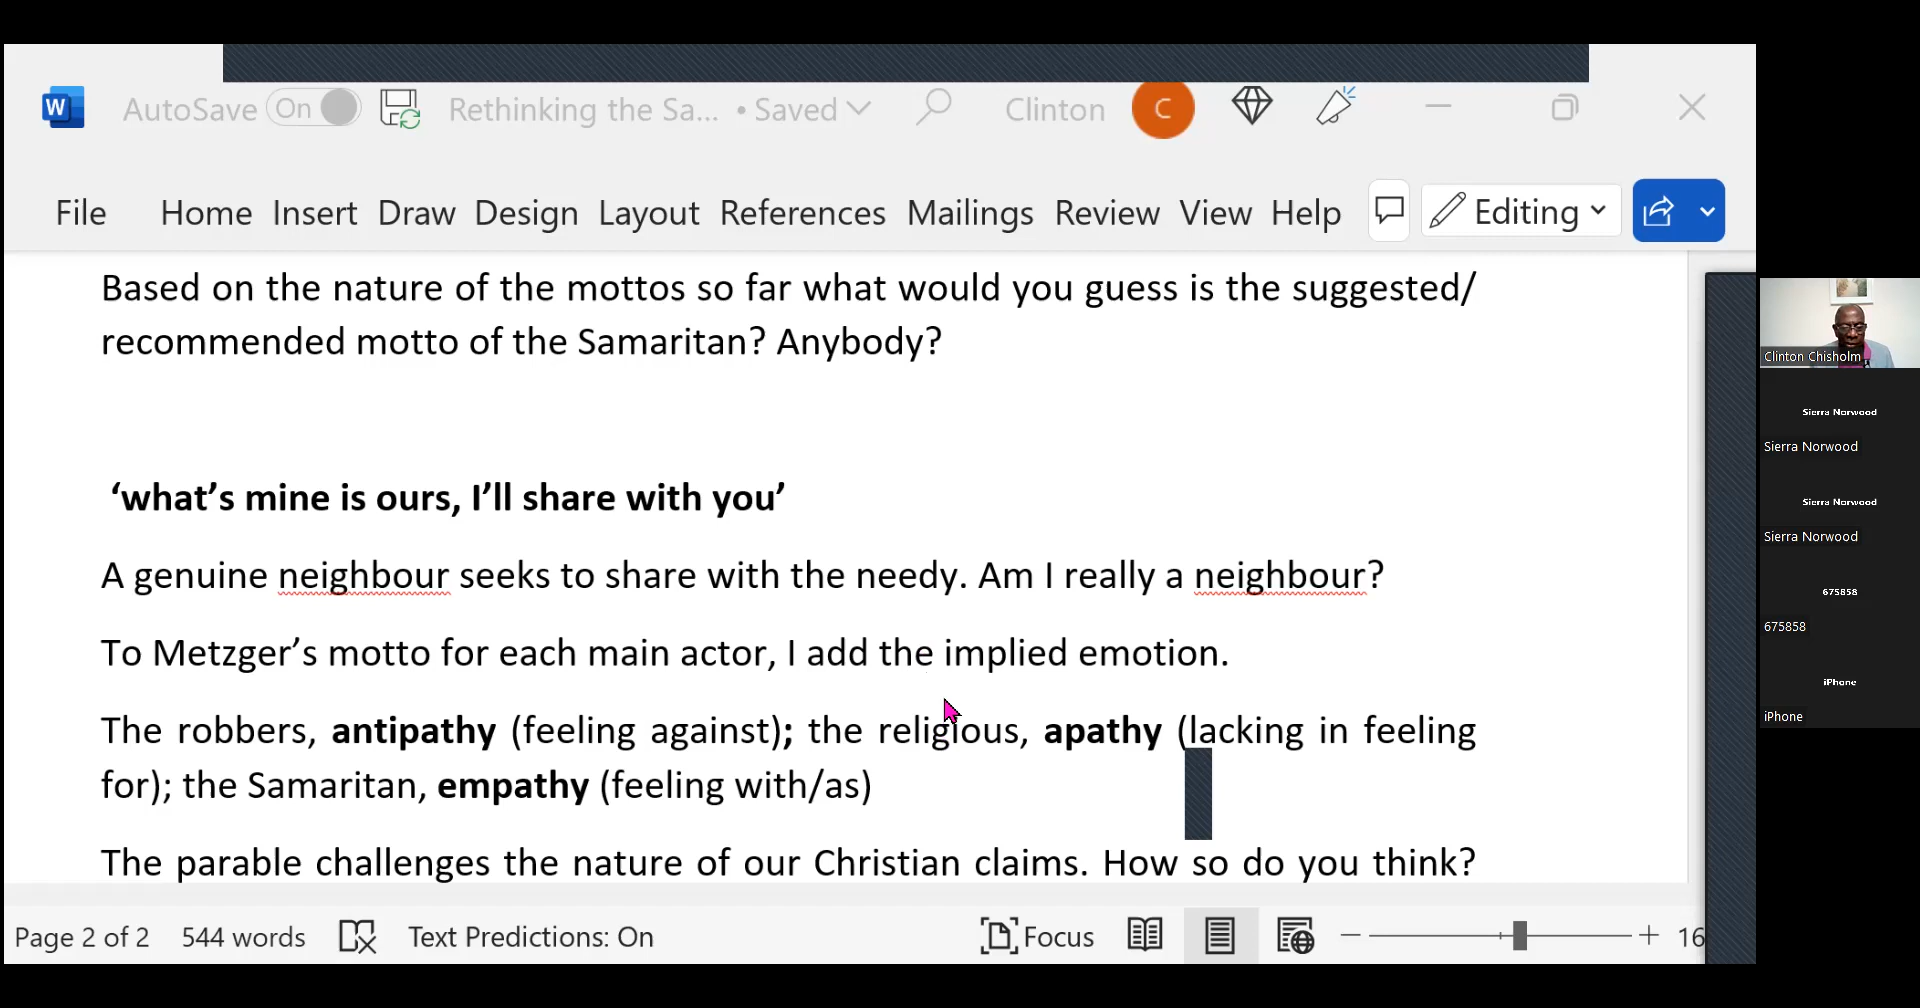 AutoSave On Rethinking the Sa... • Saved Clinton C
File Home Insert Draw Design Layout References Mailings Review View Help Editing
Based on the nature of the mottos so far what would you guess is the suggested/
recommended motto of the Samaritan? Anybody?
‘what’s mine is ours, I’ll share with you’
A genuine neighbour seeks to share with the needy. Am I really a neighbour?
To Metzger’s motto for each main actor, I add the implied emotion.
The robbers, antipathy (feeling against); the religious, apathy (lacking in feeling
for); the Samaritan, empathy (feeling with/as)
The parable challenges the nature of our Christian claims. How so do you think?
Page 2 of 2 544 words Text Predictions: On Focus 16
Clinton Chisholm
Sierra Norwood
Sierra Norwood
Sierra Norwood
Sierra Norwood
675858
675858
iPhone
iPhone